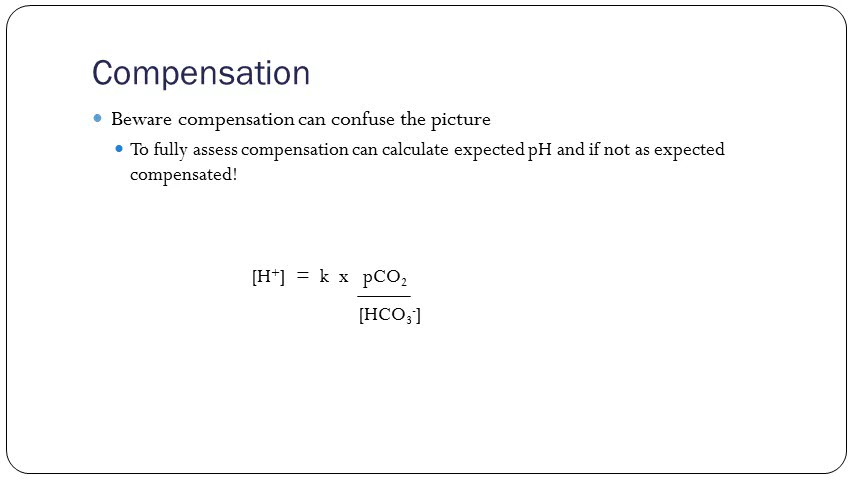 Compensation
• Beware compensation can confuse the picture
• To fully assess compensation can calculate expected pH and if not as expected
compensated!
[H⁺] = k x pCO₂
[HCO₃⁻]